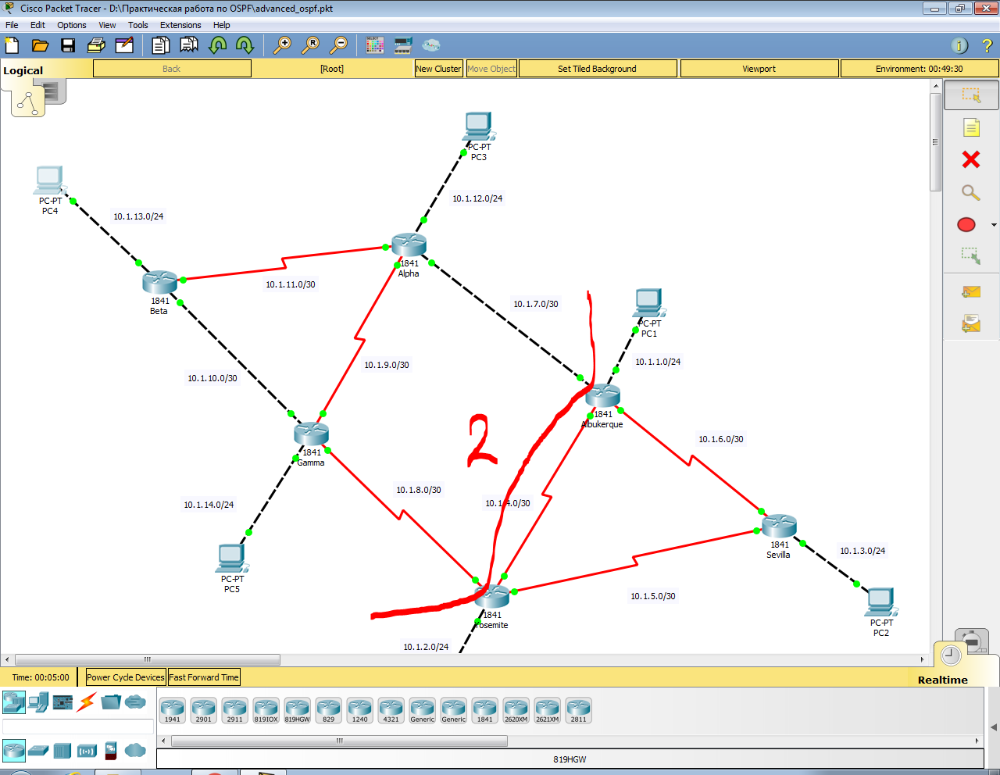 Cisco Packet Tracer - D:\Практическая работа по OSPF\advanced_ospf.pkt
File Edit Options View Tools Extensions Help
Logical
Back
[Root]
New Cluster
Move Object
Set Tiled Background
Viewport
Environment: 00:49:30
PC-PT
PC3
10.1.12.0/24
PC-PT
PC4
10.1.13.0/24
1841
Alpha
10.1.11.0/30
1841
Beta
10.1.7.0/30
PC-PT
PC1
10.1.9.0/30
10.1.1.0/24
10.1.10.0/30
1841
Albukerque
2
1841
Gamma
10.1.6.0/30
10.1.8.0/30
10.1.4.0/30
10.1.14.0/24
1841
Sevilla
10.1.3.0/24
PC-PT
PC5
10.1.5.0/30
1841
Yosemite
PC-PT
PC2
10.1.2.0/24
Time: 00:05:00
Power Cycle Devices
Fast Forward Time
Realtime
1941 2901 2911 819IOX 819HGW 829 1240 4321 Generic Generic 1841 2620XM 2621XM 2811
819HGW